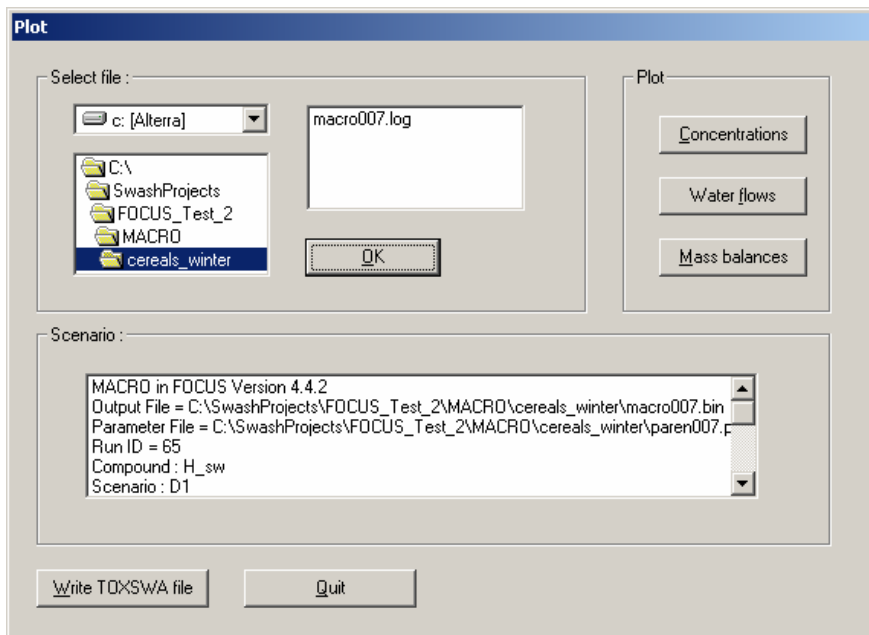 Plot
Select file :
c: [Alterra]
C:\
SwashProjects
FOCUS_Test_2
MACRO
cereals_winter
macro007.log
OK
Plot
Concentrations
Water flows
Mass balances
Scenario :
MACRO in FOCUS Version 4.4.2
Output File = C:\SwashProjects\FOCUS_Test_2\MACRO\cereals_winter\macro007.bin
Parameter File = C:\SwashProjects\FOCUS_Test_2\MACRO\cereals_winter\paren007.p
Run ID = 65
Compound : H_sw
Scenario : D1
Write TOXSWA file
Quit